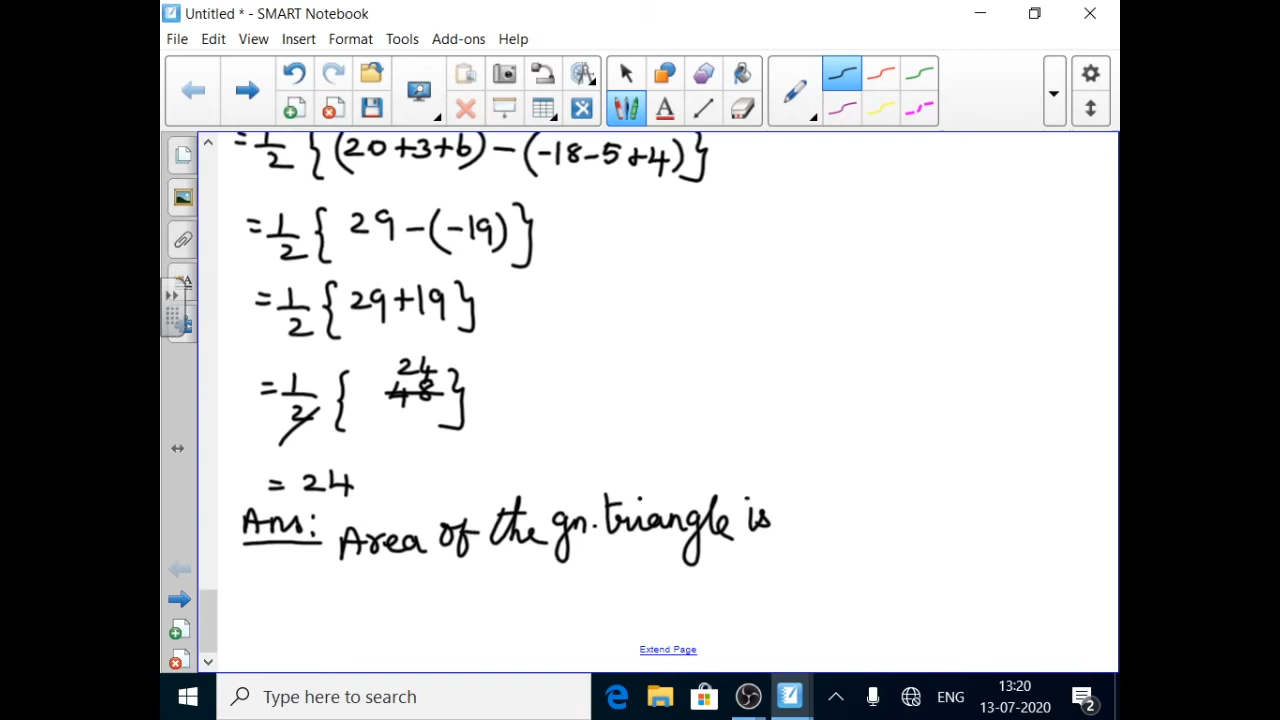 Untitled * - SMART Notebook
File Edit View Insert Format Tools Add-ons Help
= 1/2 {(20+3+6)-(-18-5+4)}
= 1/2 { 29-(-19)}
= 1/2 { 29+19}
24
= 1/2 { 48 }
= 24
Ans: Area of the gn. triangle is
Extend Page
Type here to search
ENG
13:20
13-07-2020
2